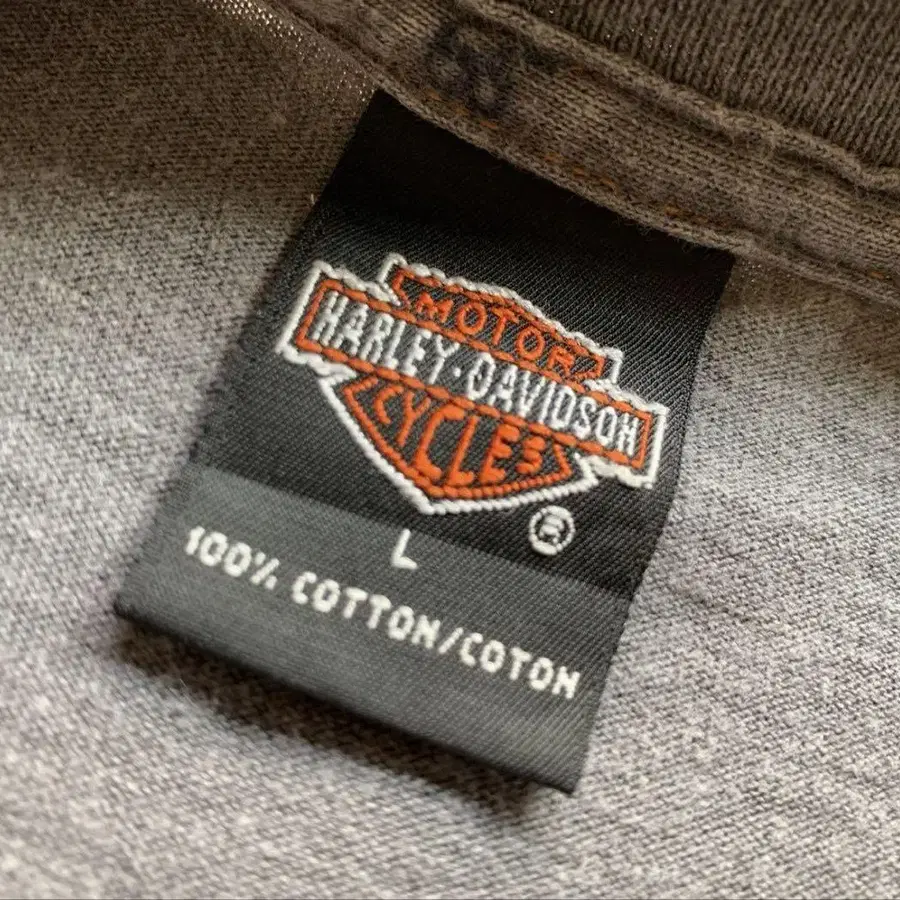 MOTOR
HARLEY-DAVIDSON
CYCLES
®
L
100% COTTON/COTON